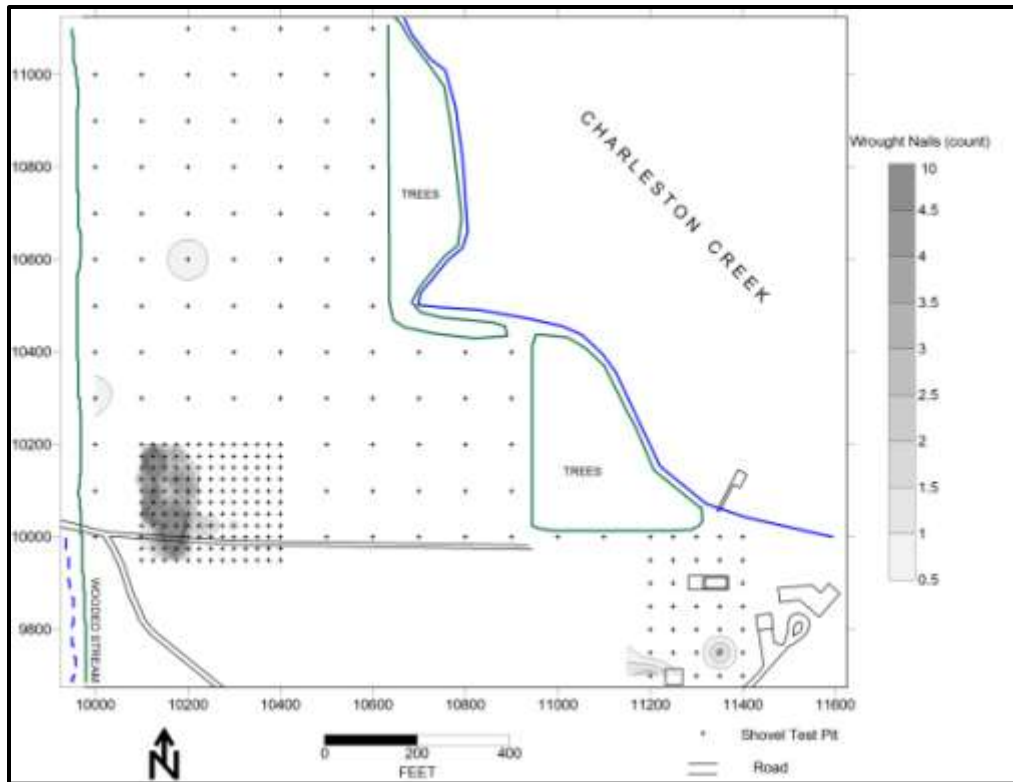 11000
10800
10600
10400
10200
10000
9800
TREES
CHARLESTON CREEK
TREES
WOODED STREAM
Wrought Nails (count)
10
4.5
4
3.5
3
2.5
2
1.5
1
0.5
10000 10200 10400 10600 10800 11000 11200 11400 11600
N
0 200 400
FEET
Shovel Test Pit
Road